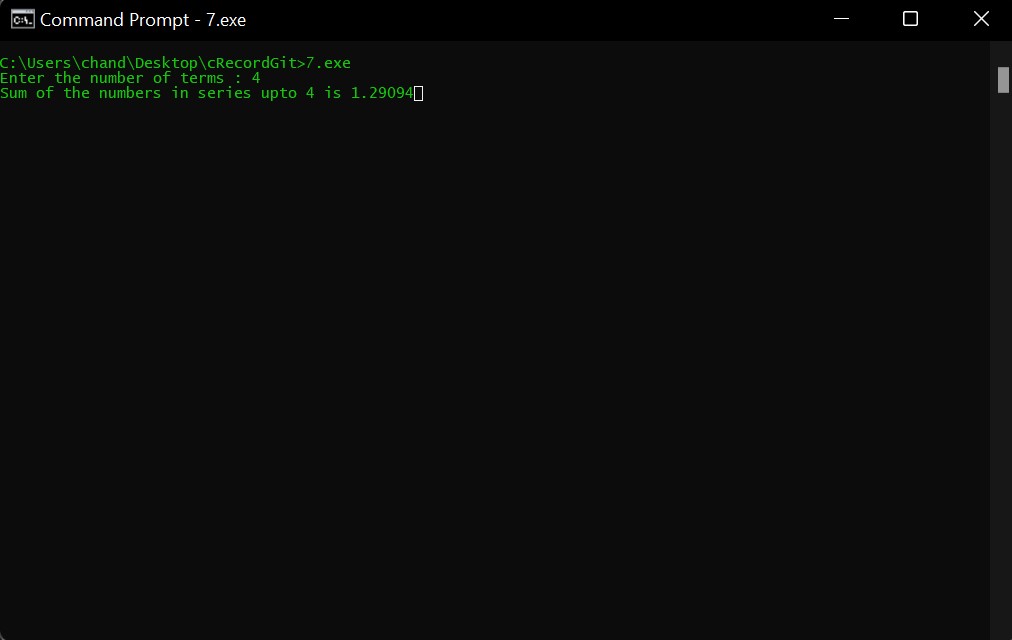 Command Prompt - 7.exe
C:\Users\chand\Desktop\cRecordGit>7.exe
Enter the number of terms : 4
Sum of the numbers in series upto 4 is 1.29094